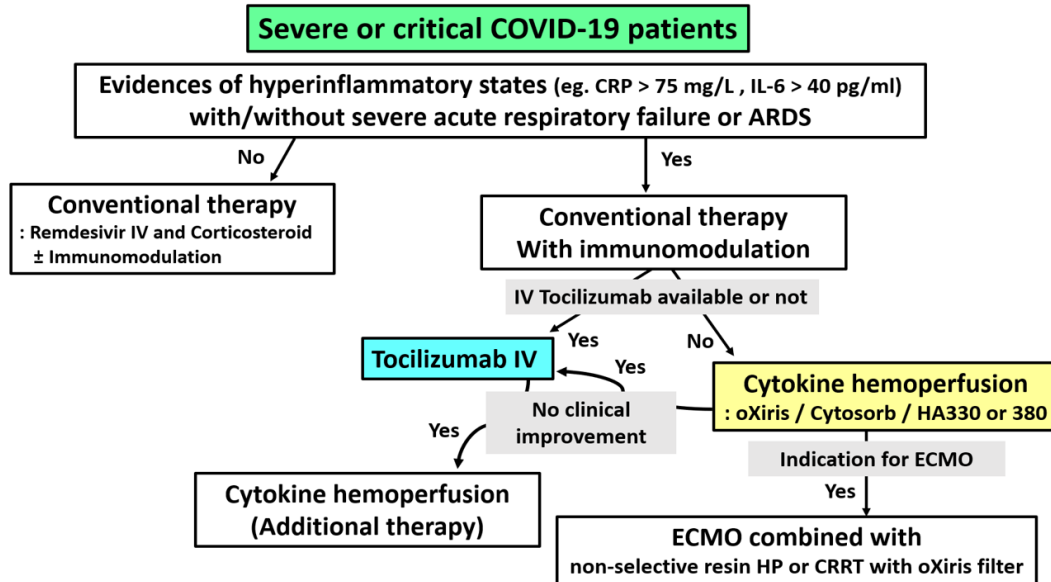 Severe or critical COVID-19 patients
Evidences of hyperinflammatory states (eg. CRP > 75 mg/L , IL-6 > 40 pg/ml)
with/without severe acute respiratory failure or ARDS
No
Yes
Conventional therapy
: Remdesivir IV and Corticosteroid
± Immunomodulation
Conventional therapy
With immunomodulation
IV Tocilizumab available or not
Yes
No
Tocilizumab IV
Yes
Cytokine hemoperfusion
: oXiris / Cytosorb / HA330 or 380
No clinical
improvement
Yes
Indication for ECMO
Yes
Cytokine hemoperfusion
(Additional therapy)
ECMO combined with
non-selective resin HP or CRRT with oXiris filter